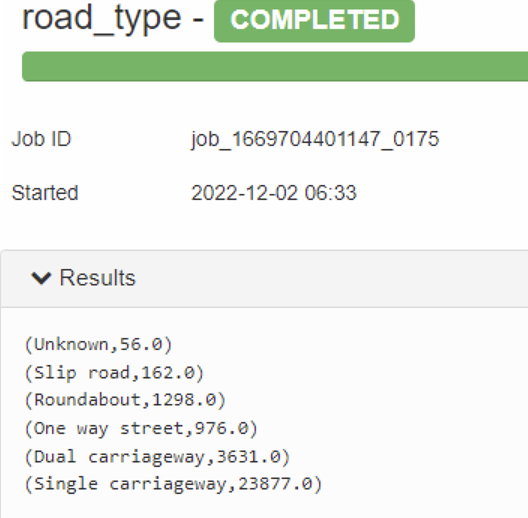 road_type - COMPLETED
Job ID job_1669704401147_0175
Started 2022-12-02 06:33
Results
(Unknown,56.0)
(Slip road,162.0)
(Roundabout,1298.0)
(One way street,976.0)
(Dual carriageway,3631.0)
(Single carriageway,23877.0)